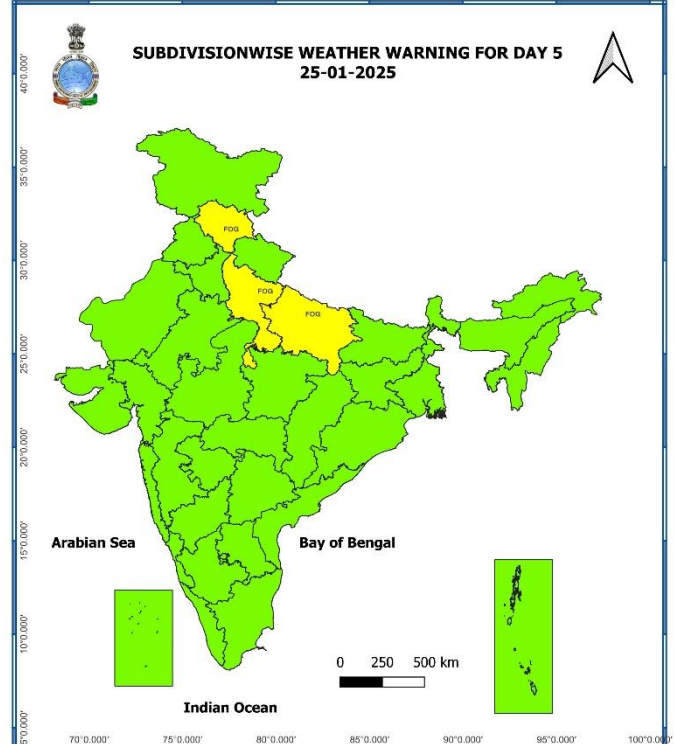 SUBDIVISIONWISE WEATHER WARNING FOR DAY 5
25-01-2025
40°0.000'
35°0.000'
30°0.000'
25°0.000'
20°0.000'
15°0.000'
10°0.000'
5°0.000'
FOG
FOG
FOG
Arabian Sea
Bay of Bengal
0 250 500 km
Indian Ocean
70°0.000' 75°0.000' 80°0.000' 85°0.000' 90°0.000' 95°0.000' 100°0.000'